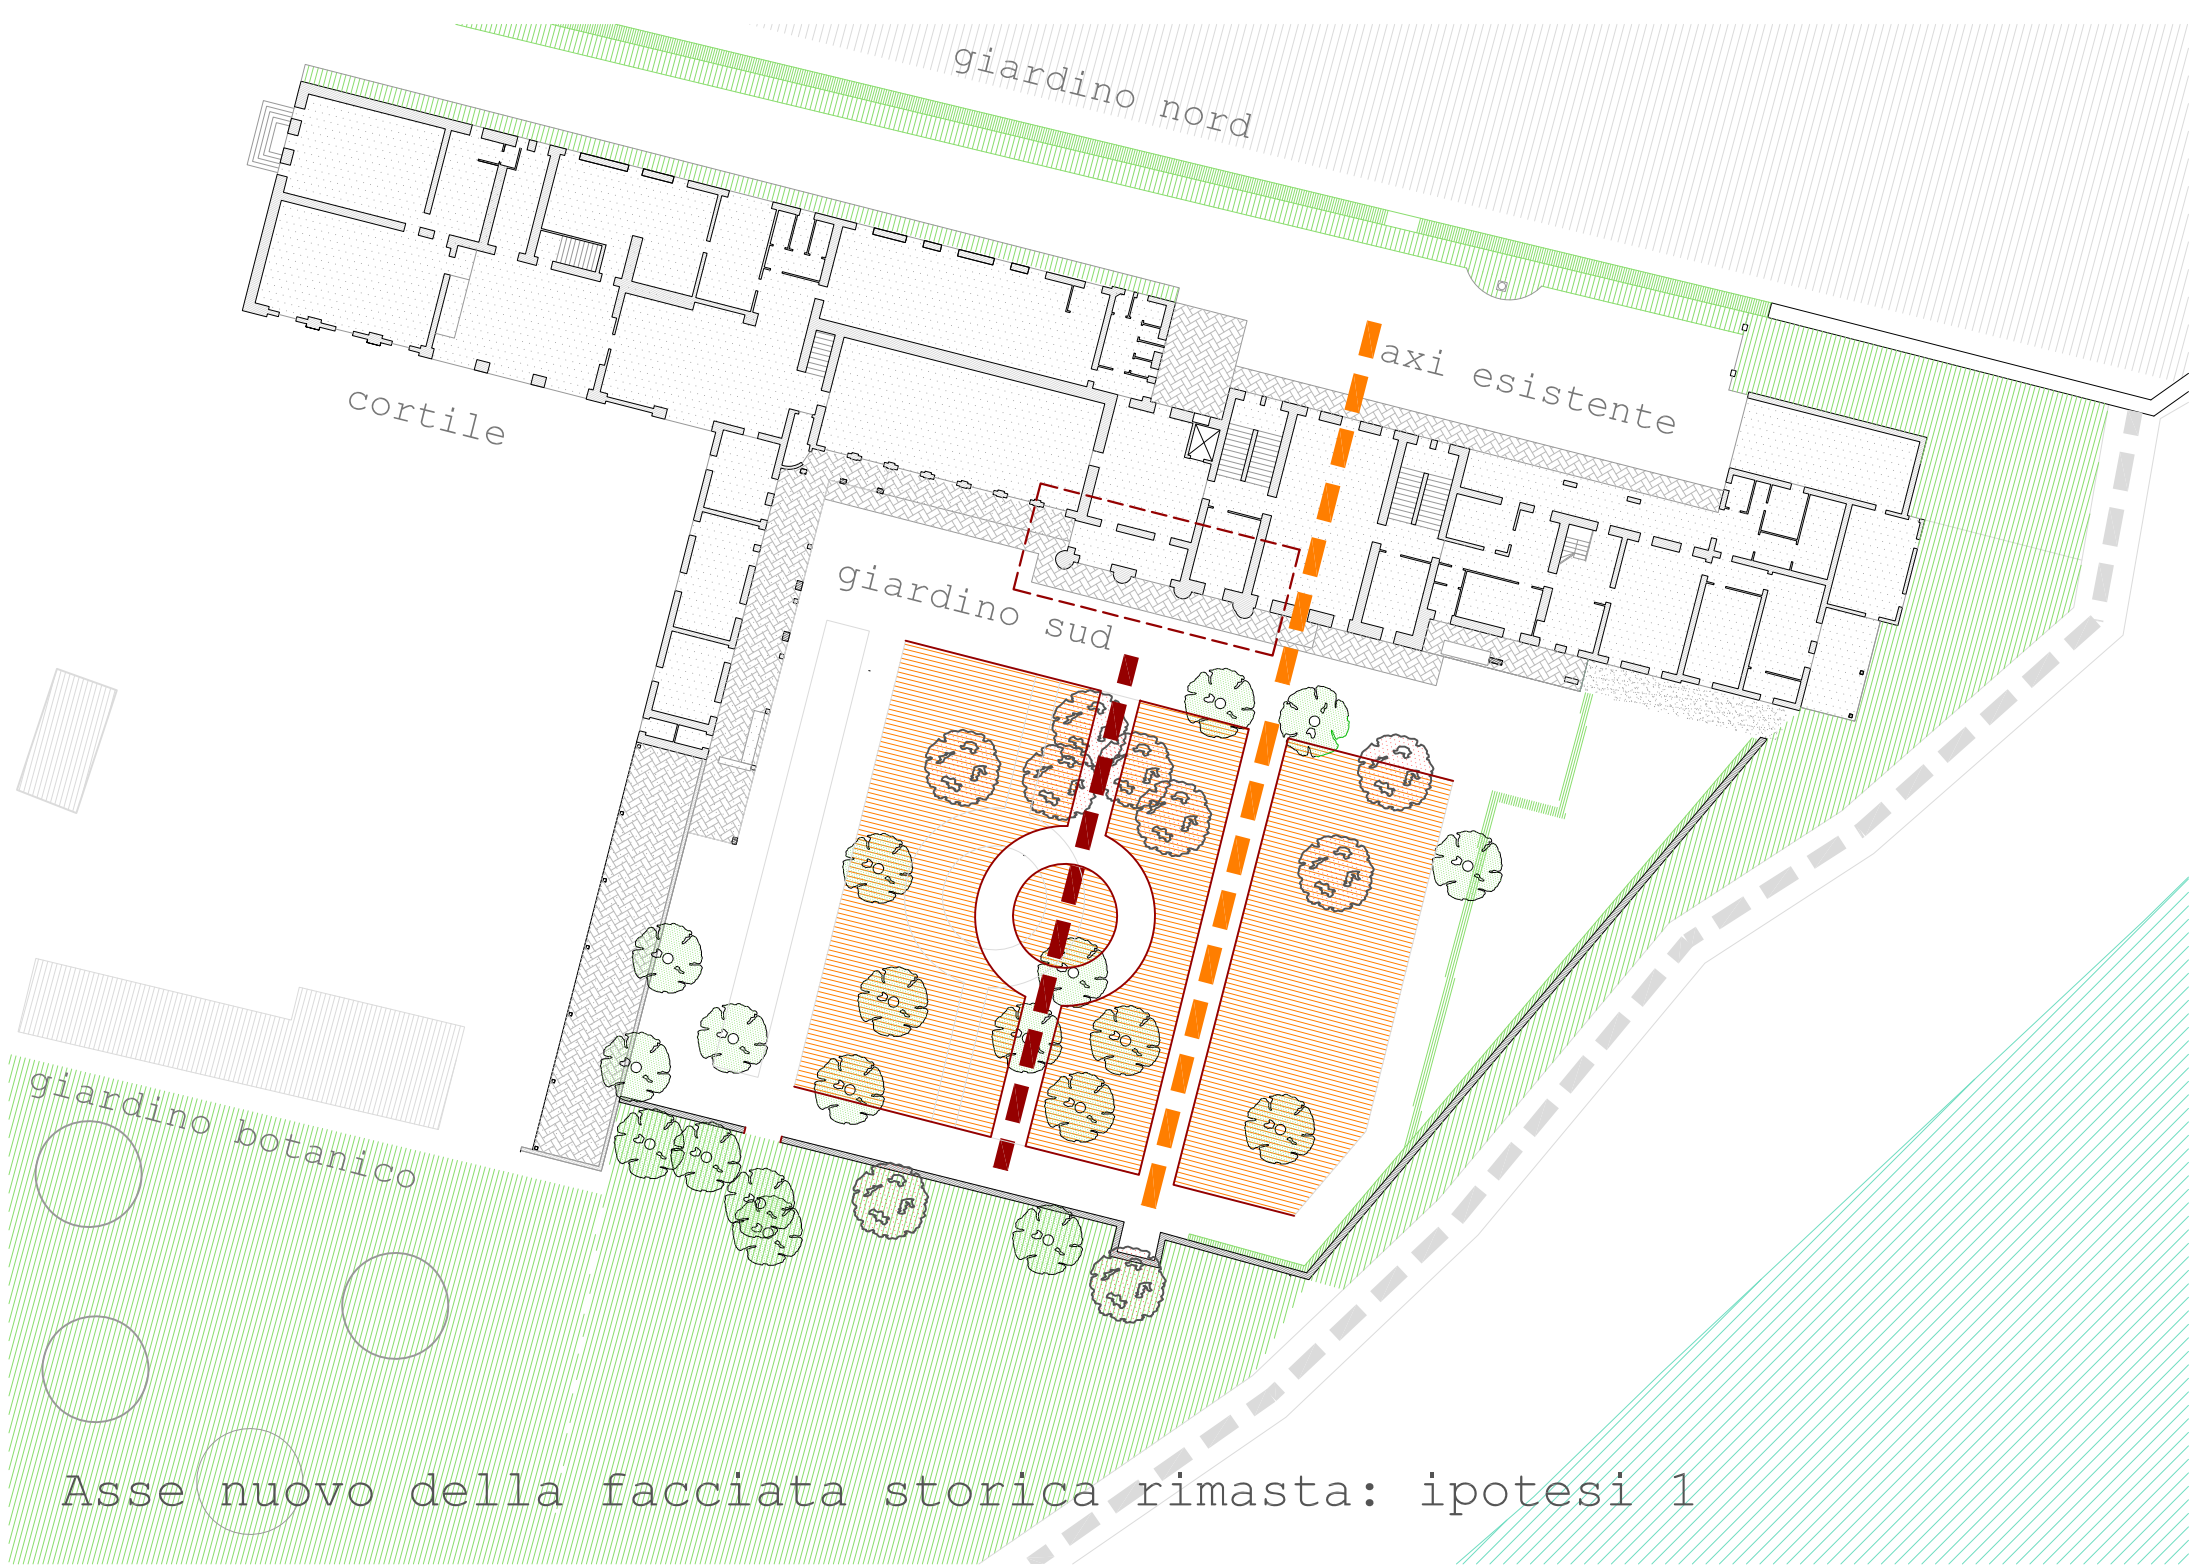 giardino nord
axi esistente
cortile
giardino sud
giardino botanico
Asse nuovo della facciata storica rimasta: ipotesi 1